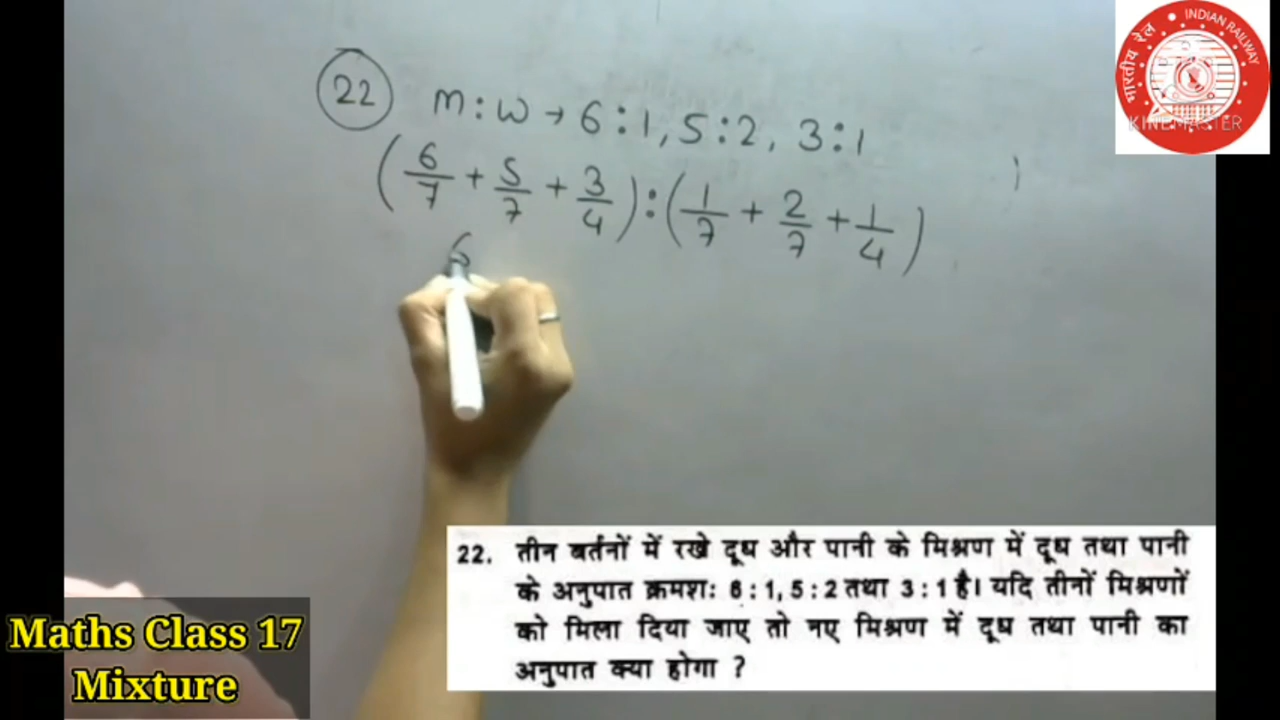 22 m : w → 6 : 1, 5 : 2, 3 : 1
(6/7 + 5/7 + 3/4) : (1/7 + 2/7 + 1/4)
6
भारतीय रेल INDIAN RAILWAY
KINEMASTER
22. तीन बर्तनों में रखे दूध और पानी के मिश्रण में दूध तथा पानी
के अनुपात क्रमशः 6 : 1, 5 : 2 तथा 3 : 1 है। यदि तीनों मिश्रणों
को मिला दिया जाए तो नए मिश्रण में दूध तथा पानी का
अनुपात क्या होगा ?
Maths Class 17
Mixture